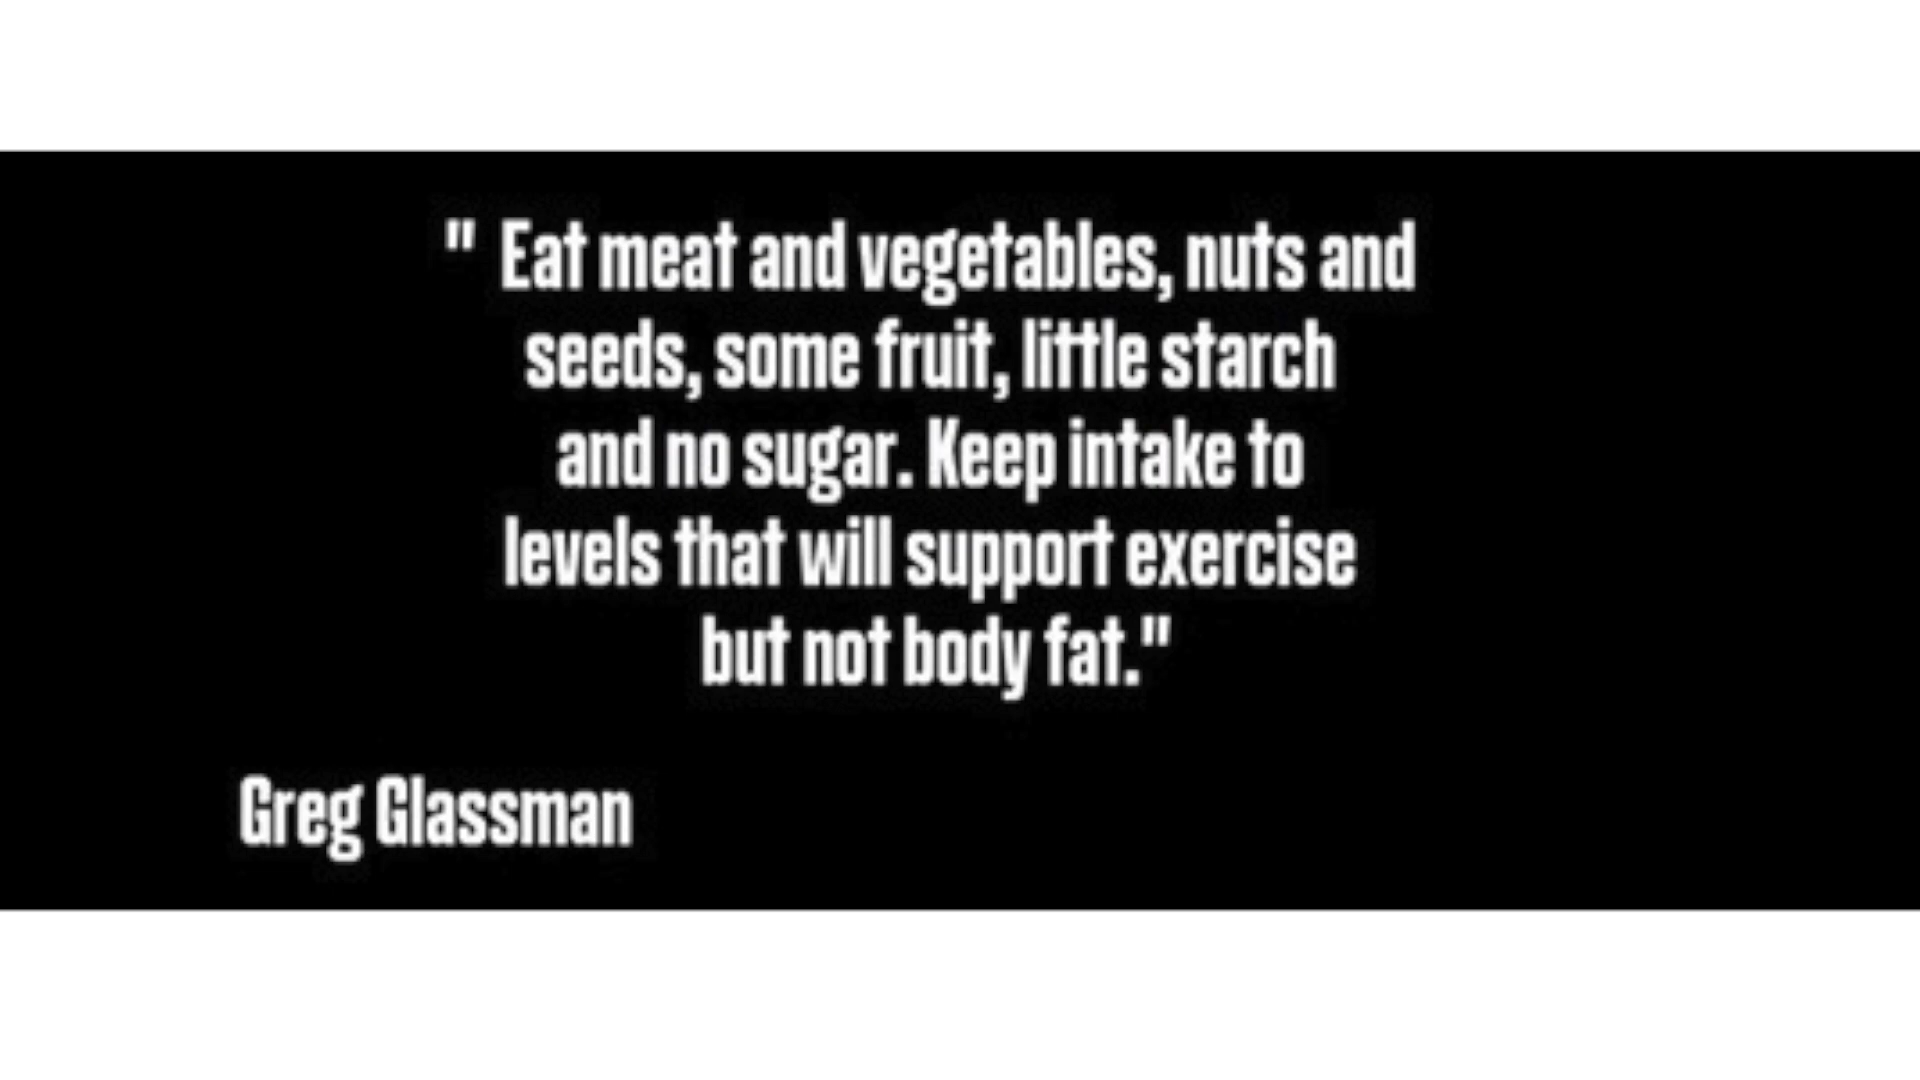 " Eat meat and vegetables, nuts and
seeds, some fruit, little starch
and no sugar. Keep intake to
levels that will support exercise
but not body fat."
Greg Glassman